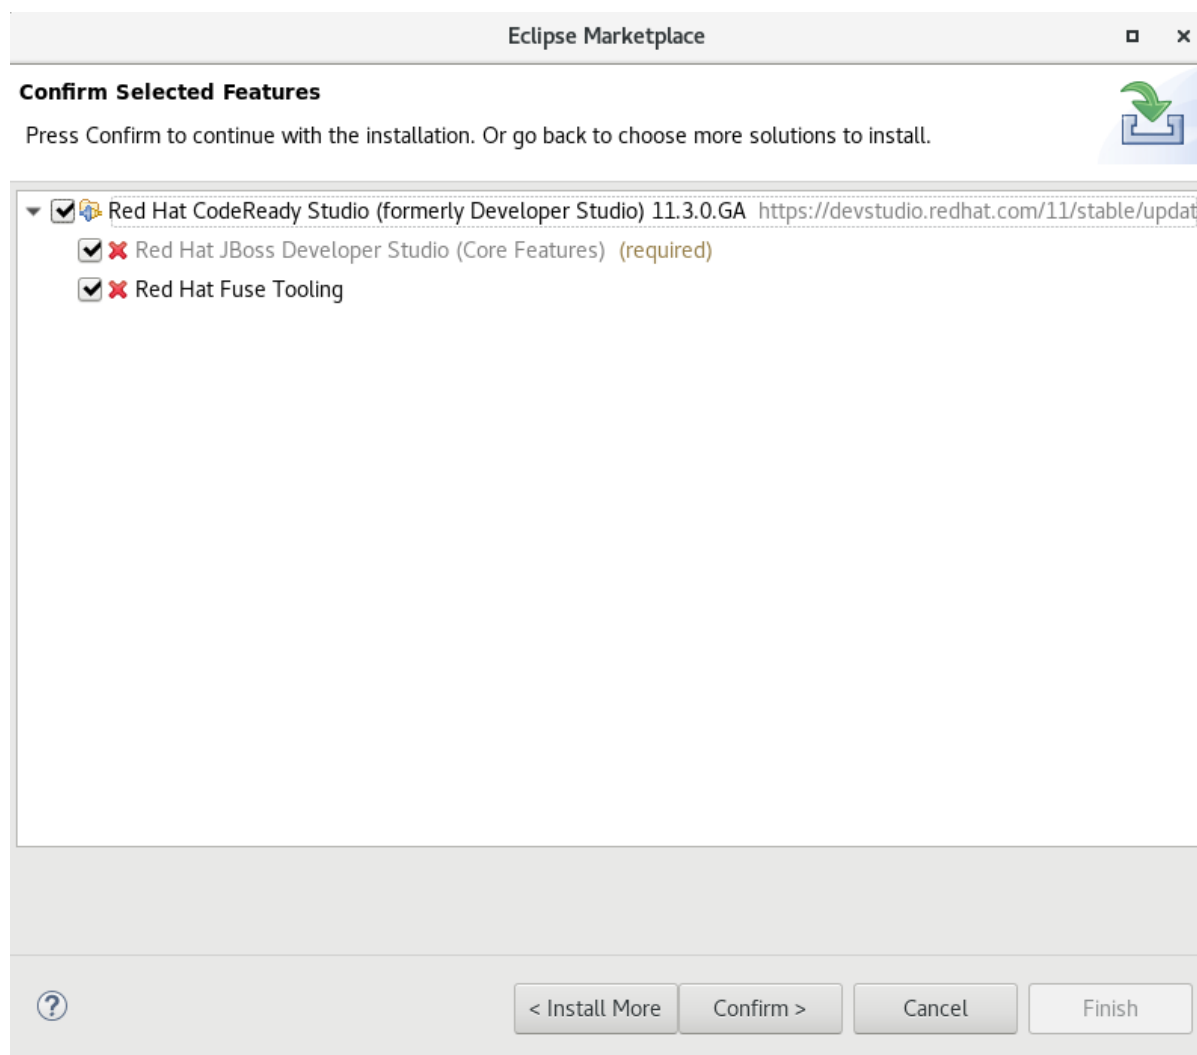 Eclipse Marketplace
Confirm Selected Features
Press Confirm to continue with the installation. Or go back to choose more solutions to install.
Red Hat CodeReady Studio (formerly Developer Studio) 11.3.0.GA https://devstudio.redhat.com/11/stable/updat
Red Hat JBoss Developer Studio (Core Features) (required)
Red Hat Fuse Tooling
?
< Install More
Confirm >
Cancel
Finish